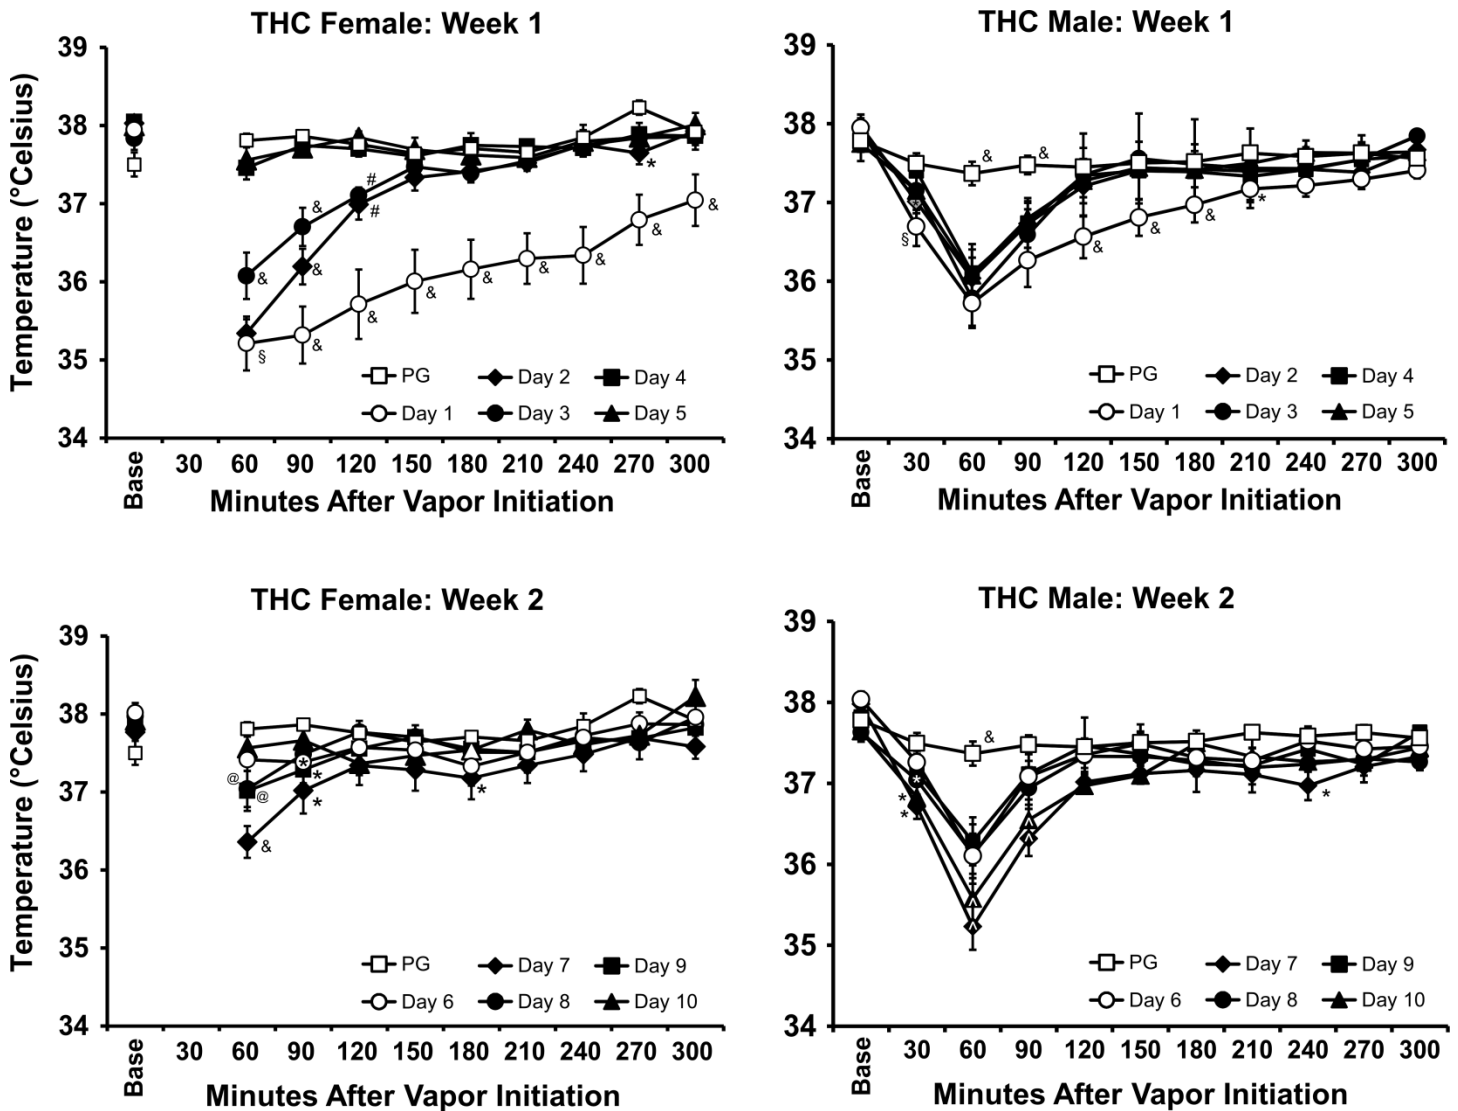 THC Female: Week 1
Temperature (°Celsius)
39
38
37
36
35
34
&
#
#
&
&
&
§
&
&
&
&
&
&
&
&
*
PG
Day 2
Day 4
Day 1
Day 3
Day 5
Base 30 60 90 120 150 180 210 240 270 300
Minutes After Vapor Initiation
THC Male: Week 1
39
38
37
36
35
34
&
&
*
§
&
&
&
*
PG
Day 2
Day 4
Day 1
Day 3
Day 5
Base 30 60 90 120 150 180 210 240 270 300
Minutes After Vapor Initiation
THC Female: Week 2
Temperature (°Celsius)
39
38
37
36
35
34
@
@
*
*
*
&
*
PG
Day 7
Day 9
Day 6
Day 8
Day 10
Base 30 60 90 120 150 180 210 240 270 300
Minutes After Vapor Initiation
THC Male: Week 2
39
38
37
36
35
34
&
*
*
*
*
PG
Day 7
Day 9
Day 6
Day 8
Day 10
Base 30 60 90 120 150 180 210 240 270 300
Minutes After Vapor Initiation